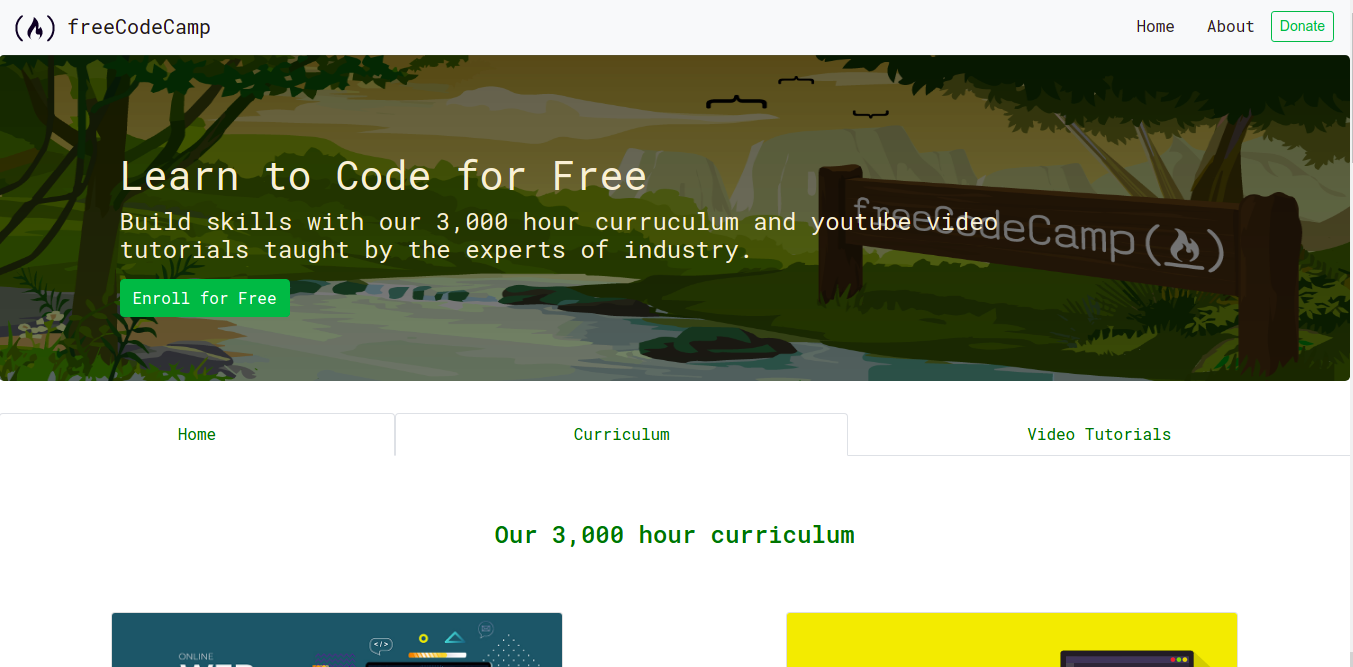 freeCodeCamp
Home
About
Donate
Learn to Code for Free
Build skills with our 3,000 hour curruculum and youtube video
tutorials taught by the experts of industry.
freeCodeCamp
Enroll for Free
Home
Curriculum
Video Tutorials
Our 3,000 hour curriculum
ONLINE